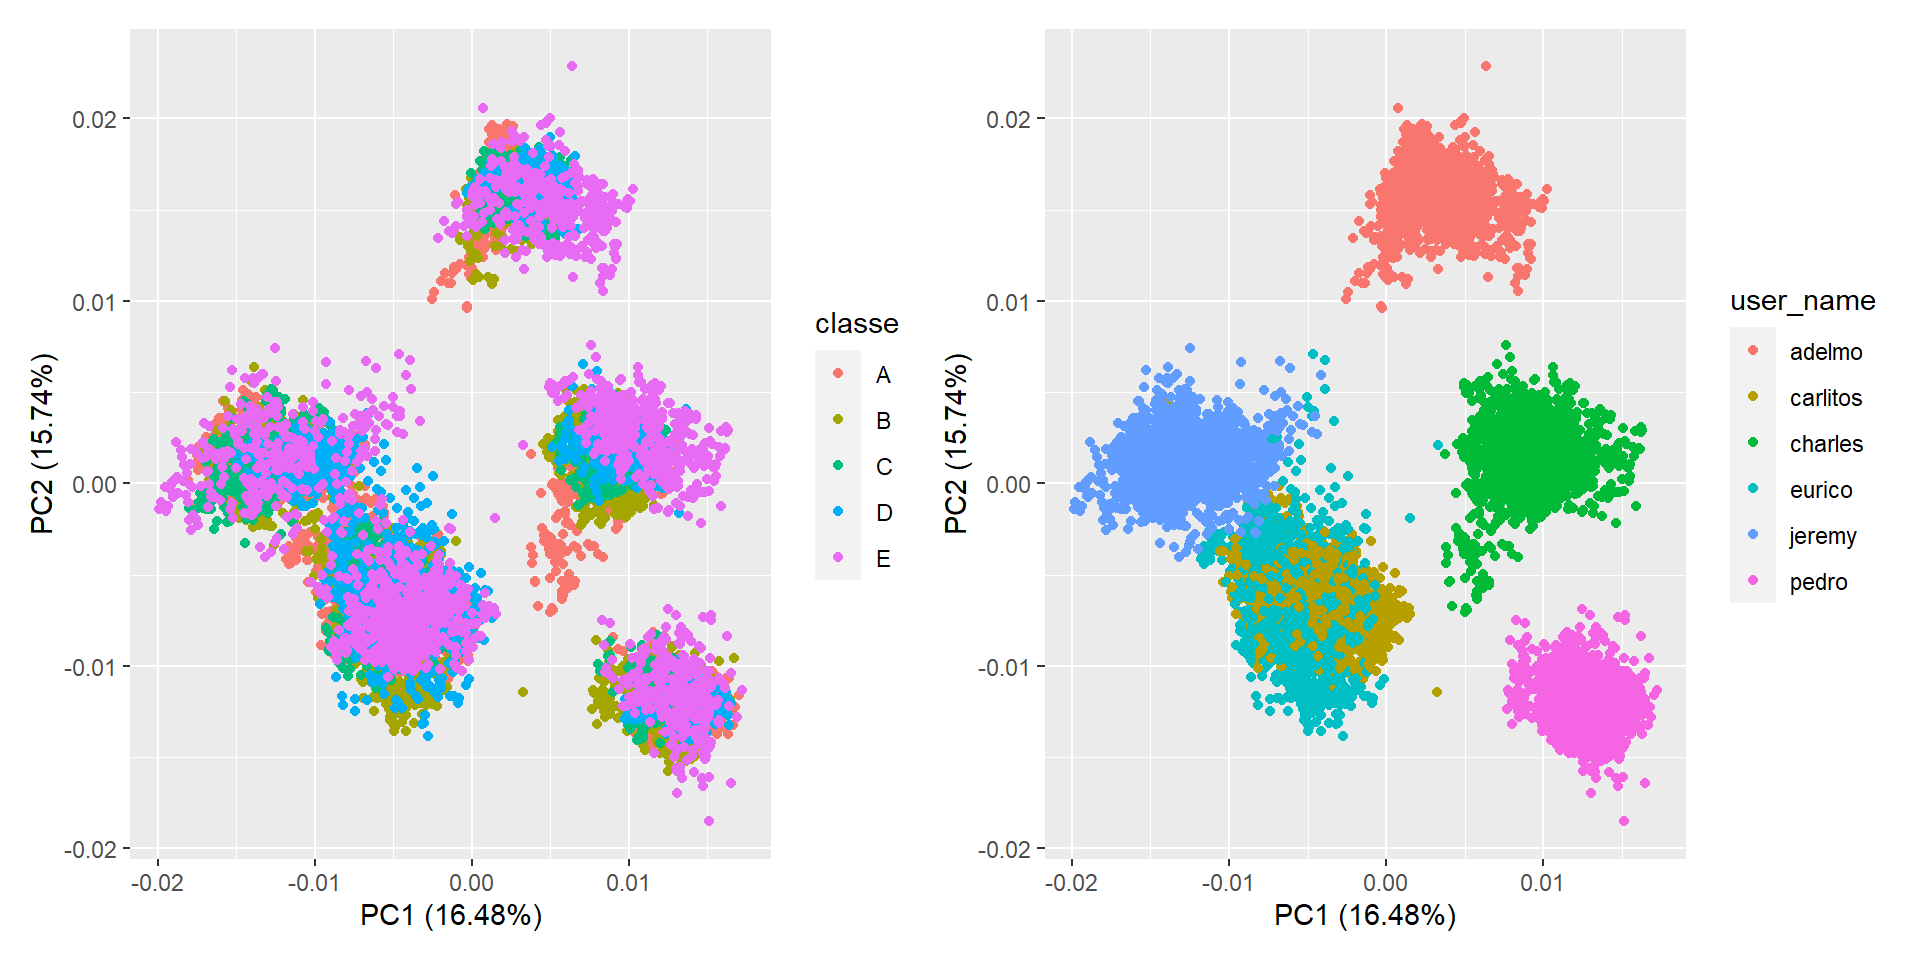 0.02
0.01
0.00
-0.01
-0.02
PC2 (15.74%)
-0.02 -0.01 0.00 0.01
PC1 (16.48%)
classe
A
B
C
D
E
0.02
0.01
0.00
-0.01
-0.02
PC2 (15.74%)
-0.02 -0.01 0.00 0.01
PC1 (16.48%)
user_name
adelmo
carlitos
charles
eurico
jeremy
pedro